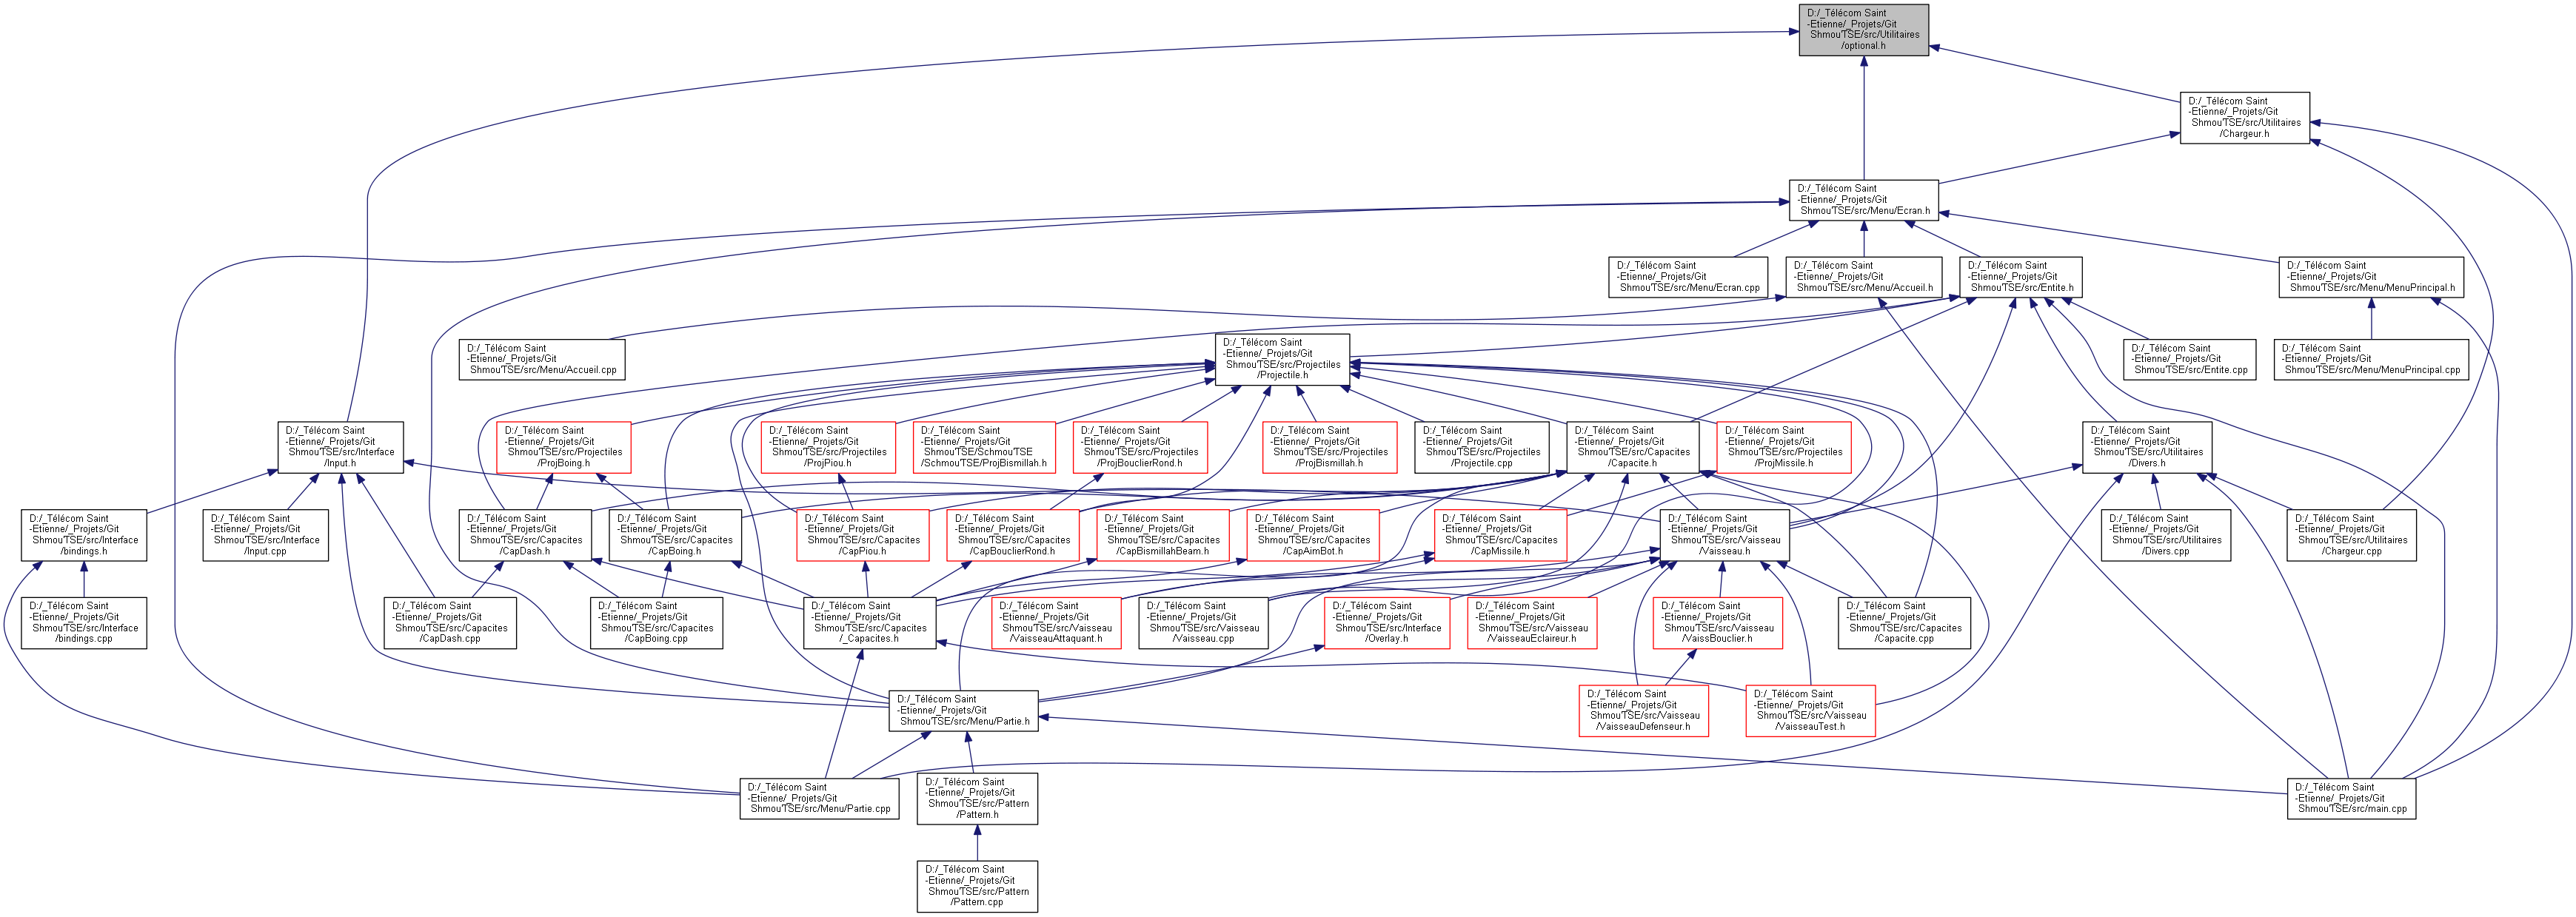 D:/_Télécom Saint
-Etienne/_Projets/Git
ShmouTSE/src/Utilitaires
/optional.h
D:/_Télécom Saint
-Etienne/_Projets/Git
ShmouTSE/src/Utilitaires
/Chargeur.h
D:/_Télécom Saint
-Etienne/_Projets/Git
ShmouTSE/src/Menu/Ecran.h
D:/_Télécom Saint
-Etienne/_Projets/Git
ShmouTSE/src/Menu/Ecran.cpp
D:/_Télécom Saint
-Etienne/_Projets/Git
ShmouTSE/src/Menu/Accueil.h
D:/_Télécom Saint
-Etienne/_Projets/Git
ShmouTSE/src/Entite.h
D:/_Télécom Saint
-Etienne/_Projets/Git
ShmouTSE/src/Menu/MenuPrincipal.h
D:/_Télécom Saint
-Etienne/_Projets/Git
ShmouTSE/src/Menu/Accueil.cpp
D:/_Télécom Saint
-Etienne/_Projets/Git
ShmouTSE/src/Projectiles
/Projectile.h
D:/_Télécom Saint
-Etienne/_Projets/Git
ShmouTSE/src/Entite.cpp
D:/_Télécom Saint
-Etienne/_Projets/Git
ShmouTSE/src/Menu/MenuPrincipal.cpp
D:/_Télécom Saint
-Etienne/_Projets/Git
ShmouTSE/src/Interface
/Input.h
D:/_Télécom Saint
-Etienne/_Projets/Git
ShmouTSE/src/Projectiles
/ProjBoing.h
D:/_Télécom Saint
-Etienne/_Projets/Git
ShmouTSE/src/Projectiles
/ProjPiou.h
D:/_Télécom Saint
-Etienne/_Projets/Git
ShmouTSE/SchmouTSE
/SchmouTSE/ProjBismillah.h
D:/_Télécom Saint
-Etienne/_Projets/Git
ShmouTSE/src/Projectiles
/ProjBouclierRond.h
D:/_Télécom Saint
-Etienne/_Projets/Git
ShmouTSE/src/Projectiles
/ProjBismillah.h
D:/_Télécom Saint
-Etienne/_Projets/Git
ShmouTSE/src/Projectiles
/Projectile.cpp
D:/_Télécom Saint
-Etienne/_Projets/Git
ShmouTSE/src/Capacites
/Capacite.h
D:/_Télécom Saint
-Etienne/_Projets/Git
ShmouTSE/src/Projectiles
/ProjMissile.h
D:/_Télécom Saint
-Etienne/_Projets/Git
ShmouTSE/src/Utilitaires
/Divers.h
D:/_Télécom Saint
-Etienne/_Projets/Git
ShmouTSE/src/Interface
/bindings.h
D:/_Télécom Saint
-Etienne/_Projets/Git
ShmouTSE/src/Interface
/Input.cpp
D:/_Télécom Saint
-Etienne/_Projets/Git
ShmouTSE/src/Capacites
/CapDash.h
D:/_Télécom Saint
-Etienne/_Projets/Git
ShmouTSE/src/Capacites
/CapBoing.h
D:/_Télécom Saint
-Etienne/_Projets/Git
ShmouTSE/src/Capacites
/CapPiou.h
D:/_Télécom Saint
-Etienne/_Projets/Git
ShmouTSE/src/Capacites
/CapBouclierRond.h
D:/_Télécom Saint
-Etienne/_Projets/Git
ShmouTSE/src/Capacites
/CapBismillahBeam.h
D:/_Télécom Saint
-Etienne/_Projets/Git
ShmouTSE/src/Capacites
/CapAimBot.h
D:/_Télécom Saint
-Etienne/_Projets/Git
ShmouTSE/src/Capacites
/CapMissile.h
D:/_Télécom Saint
-Etienne/_Projets/Git
ShmouTSE/src/Vaisseau
/Vaisseau.h
D:/_Télécom Saint
-Etienne/_Projets/Git
ShmouTSE/src/Utilitaires
/Divers.cpp
D:/_Télécom Saint
-Etienne/_Projets/Git
ShmouTSE/src/Utilitaires
/Chargeur.cpp
D:/_Télécom Saint
-Etienne/_Projets/Git
ShmouTSE/src/Interface
/bindings.cpp
D:/_Télécom Saint
-Etienne/_Projets/Git
ShmouTSE/src/Capacites
/CapDash.cpp
D:/_Télécom Saint
-Etienne/_Projets/Git
ShmouTSE/src/Capacites
/CapBoing.cpp
D:/_Télécom Saint
-Etienne/_Projets/Git
ShmouTSE/src/Capacites
/_Capacites.h
D:/_Télécom Saint
-Etienne/_Projets/Git
ShmouTSE/src/Vaisseau
/VaisseauAttaquant.h
D:/_Télécom Saint
-Etienne/_Projets/Git
ShmouTSE/src/Vaisseau
/Vaisseau.cpp
D:/_Télécom Saint
-Etienne/_Projets/Git
ShmouTSE/src/Interface
/Overlay.h
D:/_Télécom Saint
-Etienne/_Projets/Git
ShmouTSE/src/Vaisseau
/VaisseauEclaireur.h
D:/_Télécom Saint
-Etienne/_Projets/Git
ShmouTSE/src/Vaisseau
/VaissBouclier.h
D:/_Télécom Saint
-Etienne/_Projets/Git
ShmouTSE/src/Capacites
/Capacite.cpp
D:/_Télécom Saint
-Etienne/_Projets/Git
ShmouTSE/src/Menu/Partie.h
D:/_Télécom Saint
-Etienne/_Projets/Git
ShmouTSE/src/Vaisseau
/VaisseauDefenseur.h
D:/_Télécom Saint
-Etienne/_Projets/Git
ShmouTSE/src/Vaisseau
/VaisseauTest.h
D:/_Télécom Saint
-Etienne/_Projets/Git
ShmouTSE/src/Menu/Partie.cpp
D:/_Télécom Saint
-Etienne/_Projets/Git
ShmouTSE/src/Pattern
/Pattern.h
D:/_Télécom Saint
-Etienne/_Projets/Git
ShmouTSE/src/main.cpp
D:/_Télécom Saint
-Etienne/_Projets/Git
ShmouTSE/src/Pattern
/Pattern.cpp